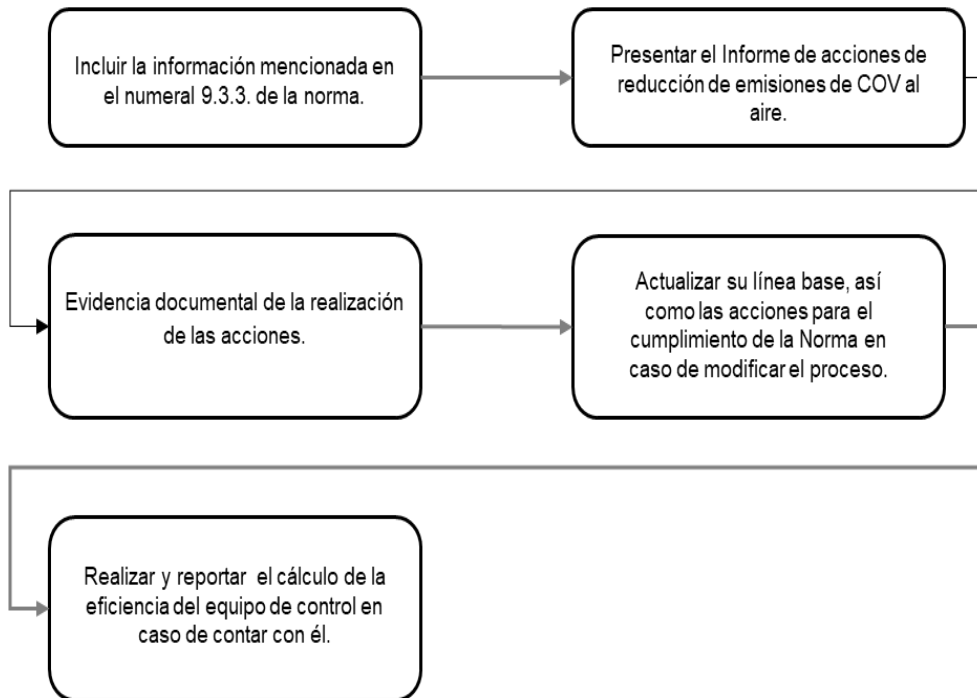 Incluir la información mencionada en
el numeral 9.3.3. de la norma.
Presentar el Informe de acciones de
reducción de emisiones de COV al
aire.
Evidencia documental de la realización
de las acciones.
Actualizar su línea base, así
como las acciones para el
cumplimiento de la Norma en
caso de modificar el proceso.
Realizar y reportar el cálculo de la
eficiencia del equipo de control en
caso de contar con él.